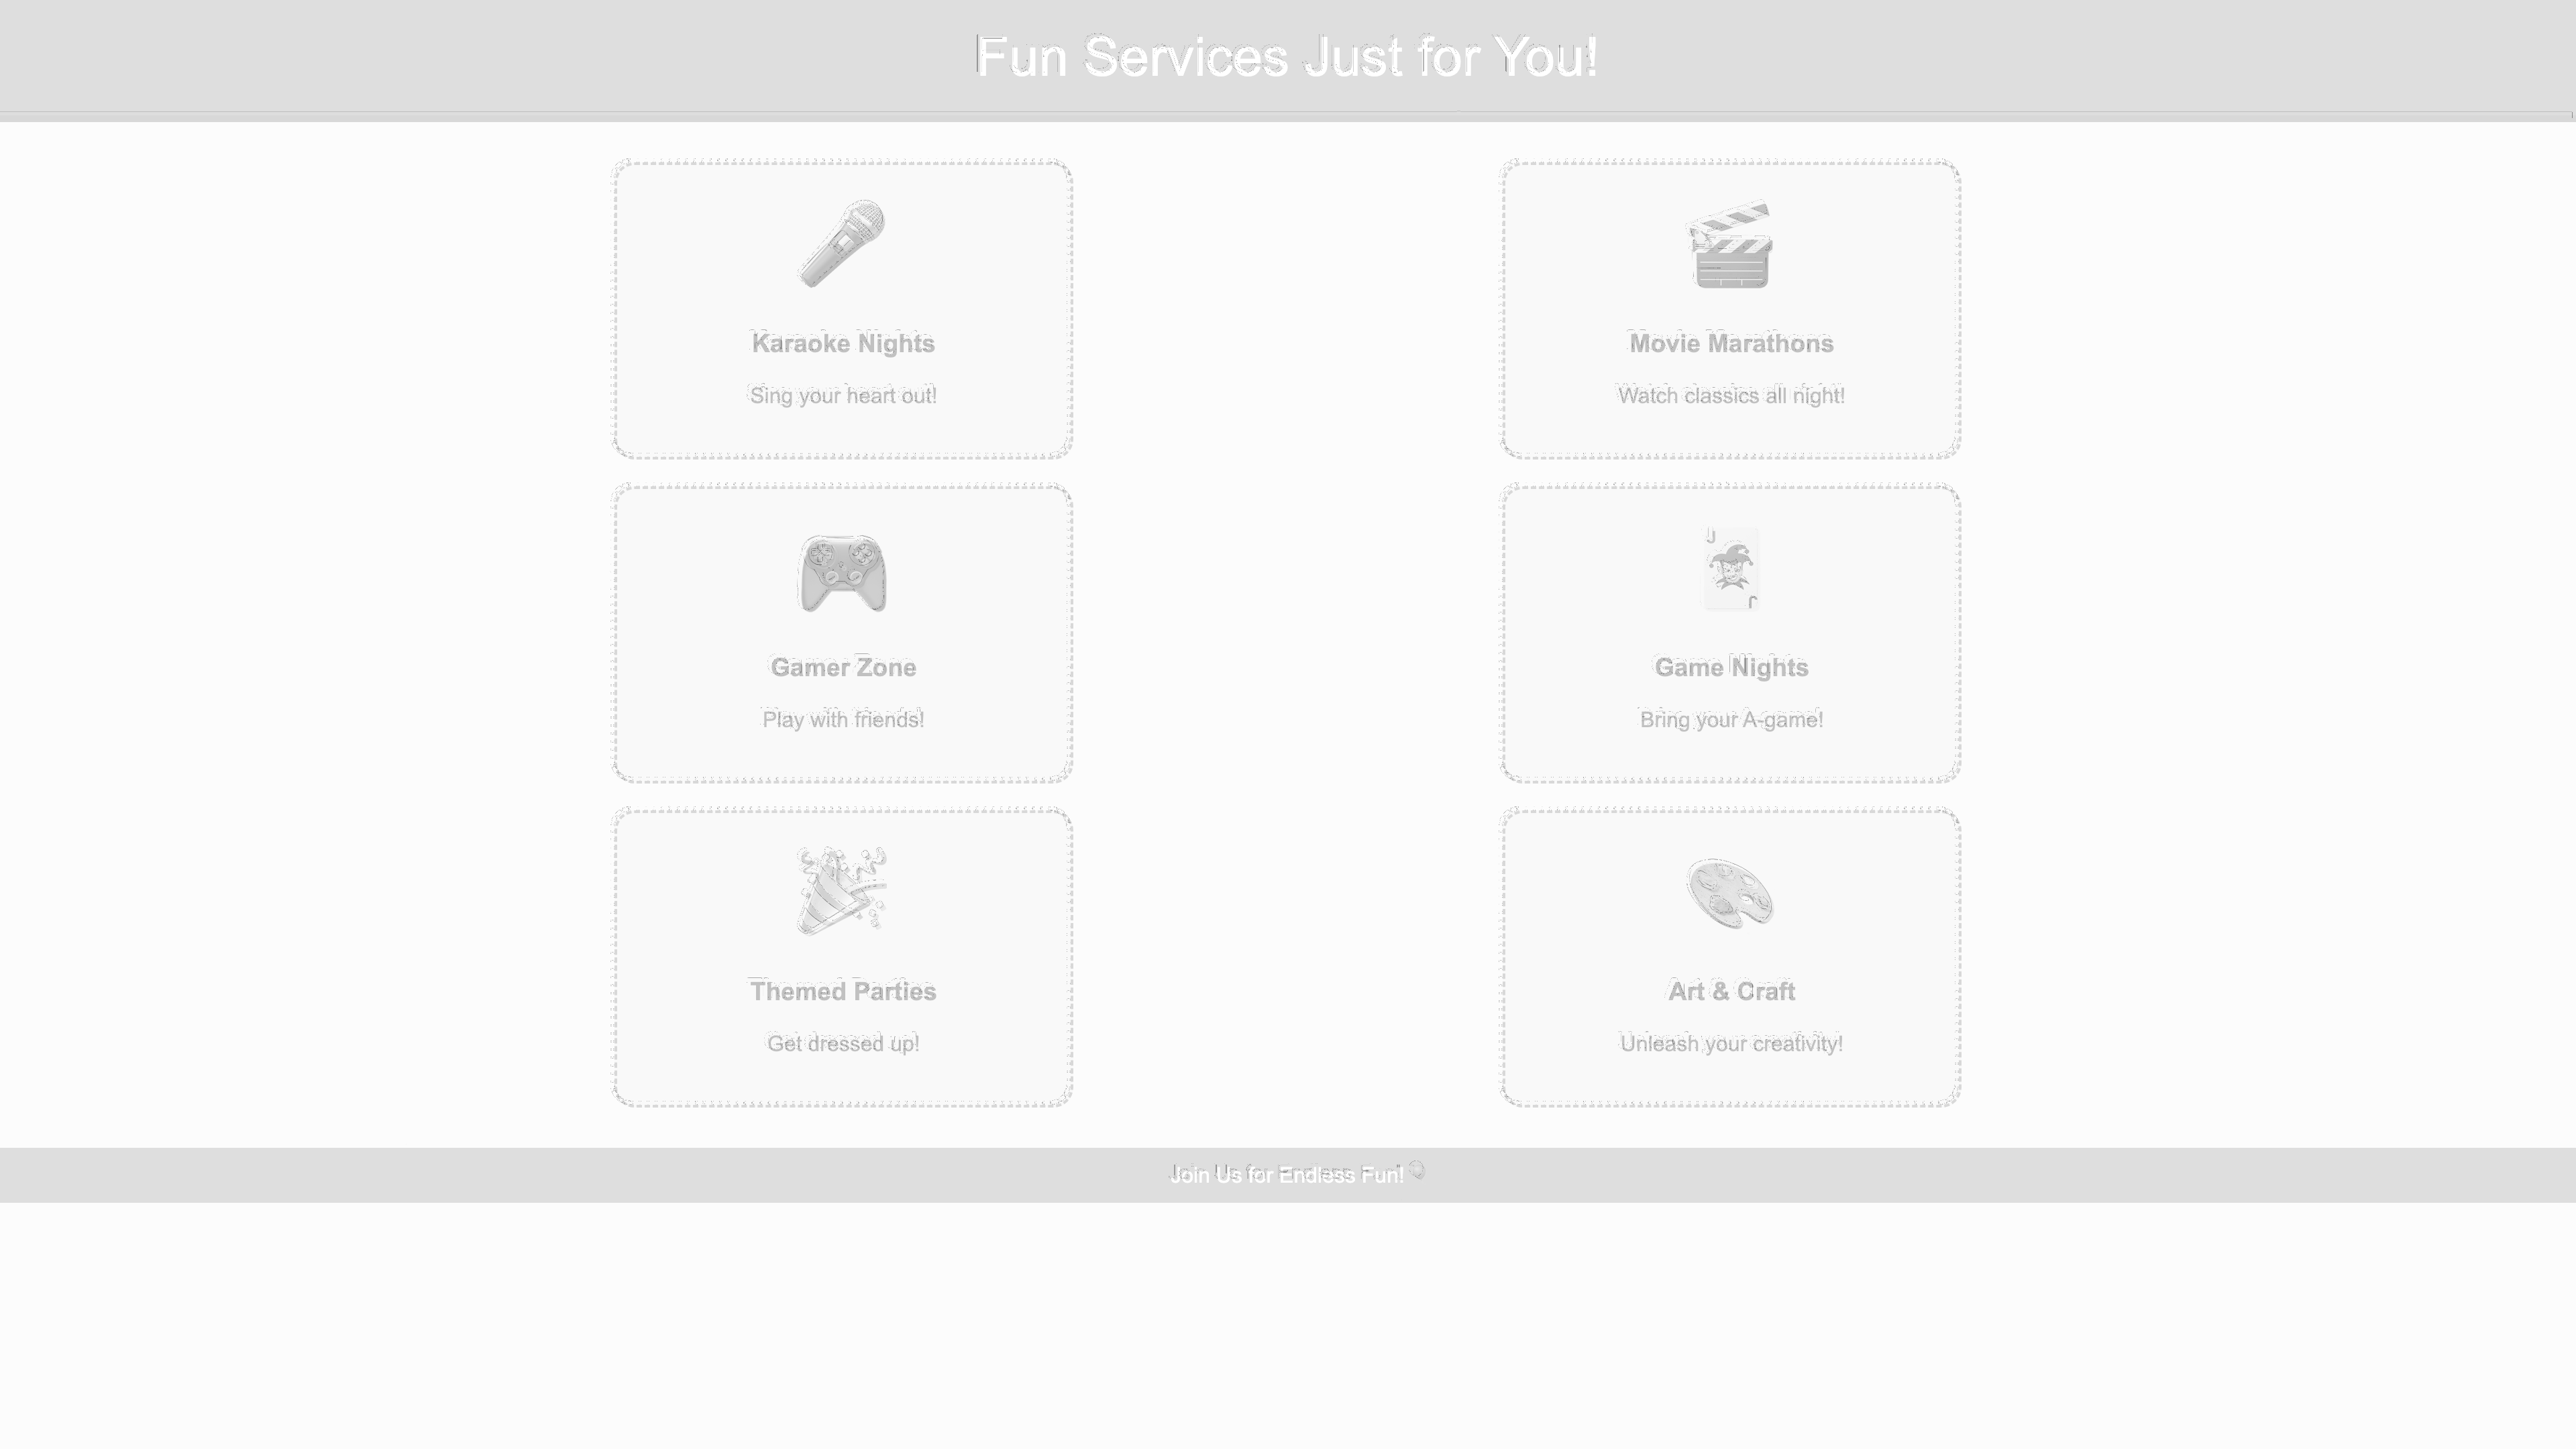 Fun Services Just for You!
Karaoke Nights
Sing your heart out!
Movie Marathons
Watch classics all night!
J
J
Gamer Zone
Play with friends!
Game Nights
Bring your A-game!
Themed Parties
Get dressed up!
Art & Craft
Unleash your creativity!
Join Us for Endless Fun!